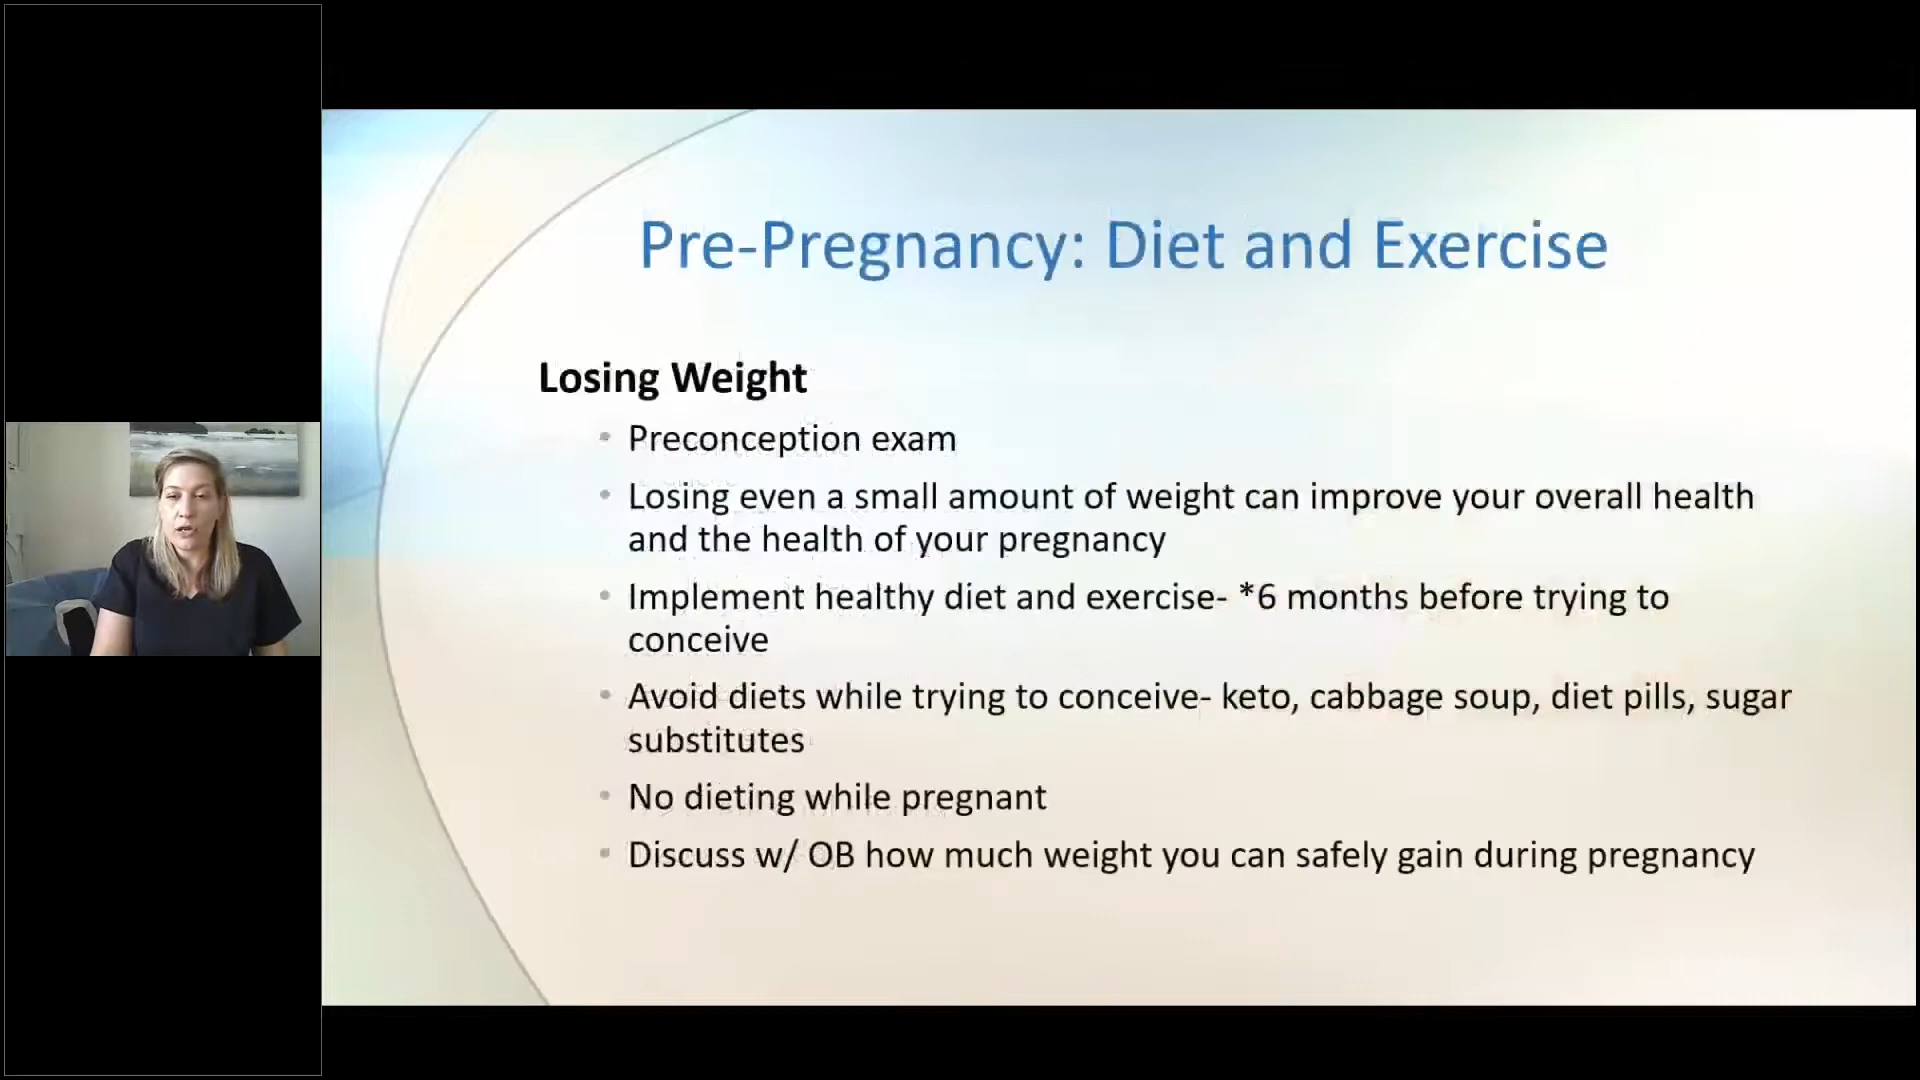 Pre-Pregnancy: Diet and Exercise
Losing Weight
• Preconception exam
• Losing even a small amount of weight can improve your overall health
and the health of your pregnancy
• Implement healthy diet and exercise- *6 months before trying to
conceive
• Avoid diets while trying to conceive- keto, cabbage soup, diet pills, sugar
substitutes
• No dieting while pregnant
• Discuss w/ OB how much weight you can safely gain during pregnancy